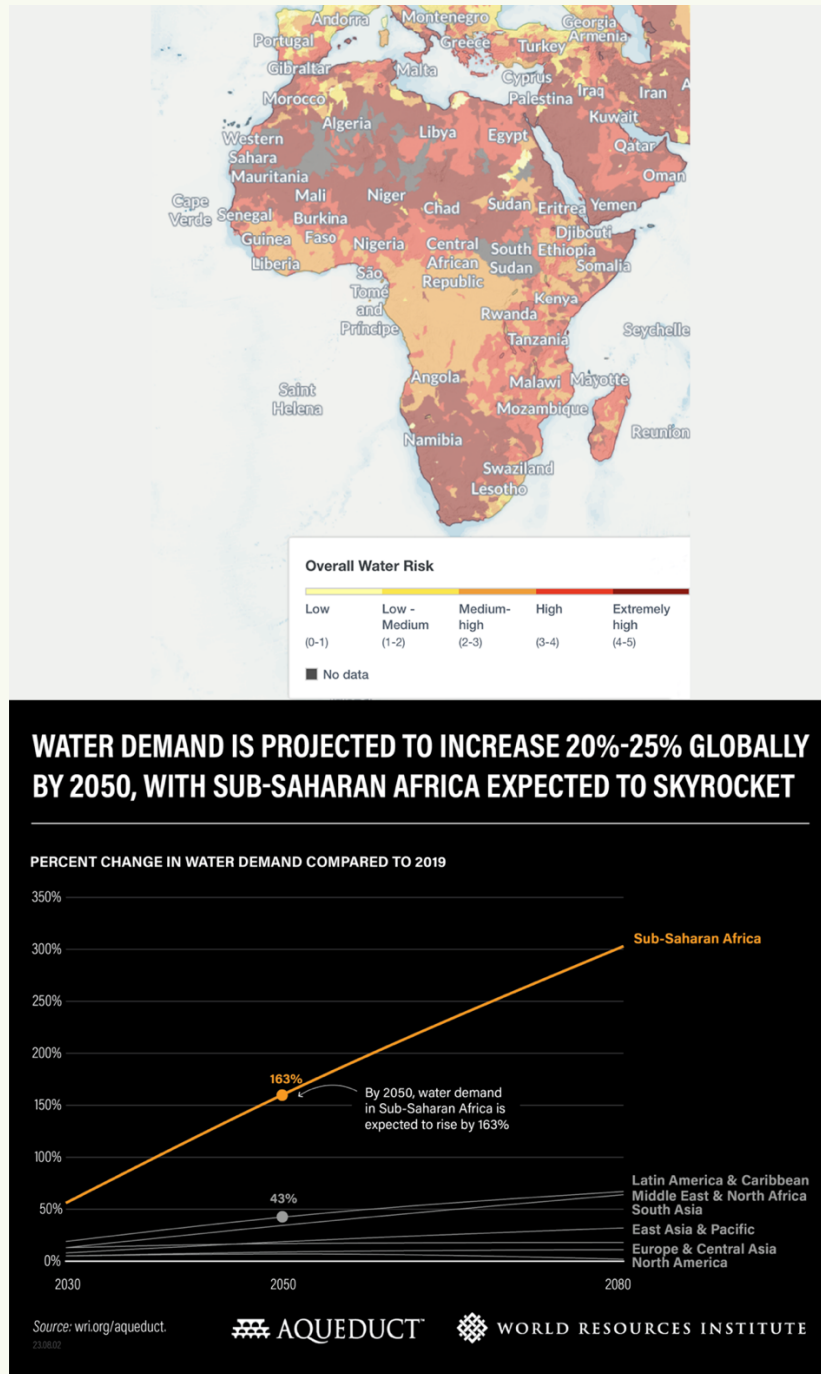 Andorra
Montenegro
Georgia
Portugal
Greece
Turkey
Armenia
Gibraltar
Malta
Cyprus
Morocco
Palestina
Iraq
Iran
A
Algeria
Libya
Egypt
Kuwait
Western
Sahara
Qatar
Mauritania
Oman
Cape
Verde
Mali
Niger
Chad
Sudan
Eritrea
Yemen
Senegal
Burkina
Faso
Djibouti
Guinea
Nigeria
Central
African
Republic
South
Sudan
Ethiopia
Liberia
Somalia
São
Tomé
and
Príncipe
Kenya
Rwanda
Seychelle
Tanzania
Angola
Malawi
Mayotte
Saint
Helena
Mozambique
Reunion
Namibia
Swaziland
Lesotho
Overall Water Risk
Low
Low -
Medium
Medium-
high
High
Extremely
high
(0-1)
(1-2)
(2-3)
(3-4)
(4-5)
No data
WATER DEMAND IS PROJECTED TO INCREASE 20%-25% GLOBALLY
BY 2050, WITH SUB-SAHARAN AFRICA EXPECTED TO SKYROCKET
PERCENT CHANGE IN WATER DEMAND COMPARED TO 2019
350%
300%
250%
200%
150%
100%
50%
0%
Sub-Saharan Africa
163%
By 2050, water demand
in Sub-Saharan Africa is
expected to rise by 163%
43%
Latin America & Caribbean
Middle East & North Africa
South Asia
East Asia & Pacific
Europe & Central Asia
North America
2030
2050
2080
Source: wri.org/aqueduct.
23.08.02
AQUEDUCT™
WORLD RESOURCES INSTITUTE